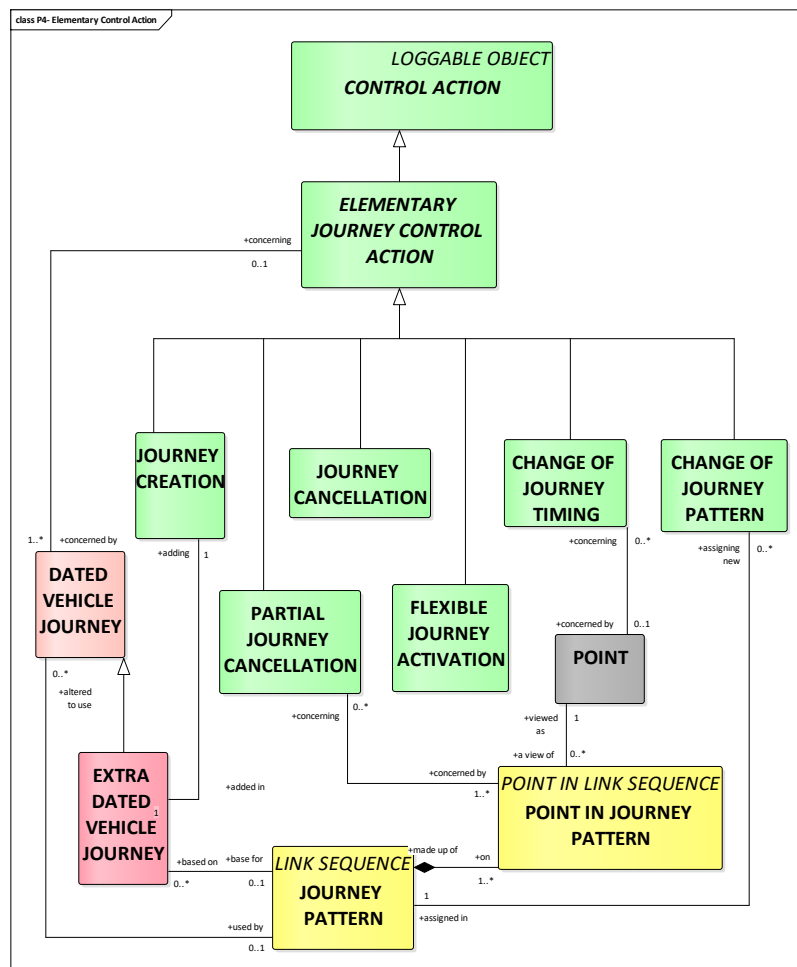 class P4- Elementary Control Action
LOGGABLE OBJECT
CONTROL ACTION
ELEMENTARY
JOURNEY CONTROL
ACTION
+concerning
0..1
JOURNEY
CREATION
JOURNEY
CANCELLATION
CHANGE OF
JOURNEY
TIMING
CHANGE OF
JOURNEY
PATTERN
1..*
+concerned by
+adding
1
+concerning
0..*
+assigning
new
0..*
DATED
VEHICLE
JOURNEY
PARTIAL
JOURNEY
CANCELLATION
FLEXIBLE
JOURNEY
ACTIVATION
+concerned by
0..1
POINT
0..*
+altered
to use
+concerning
0..*
+viewed
as
1
+a view of
0..*
EXTRA
DATED
VEHICLE
JOURNEY
1
+added in
+concerned by
1..*
POINT IN LINK SEQUENCE
POINT IN JOURNEY
PATTERN
+based on
0..*
+base for
0..1
LINK SEQUENCE
JOURNEY
PATTERN
+made up of
+on
1..*
1
+assigned in
+used by
0..1